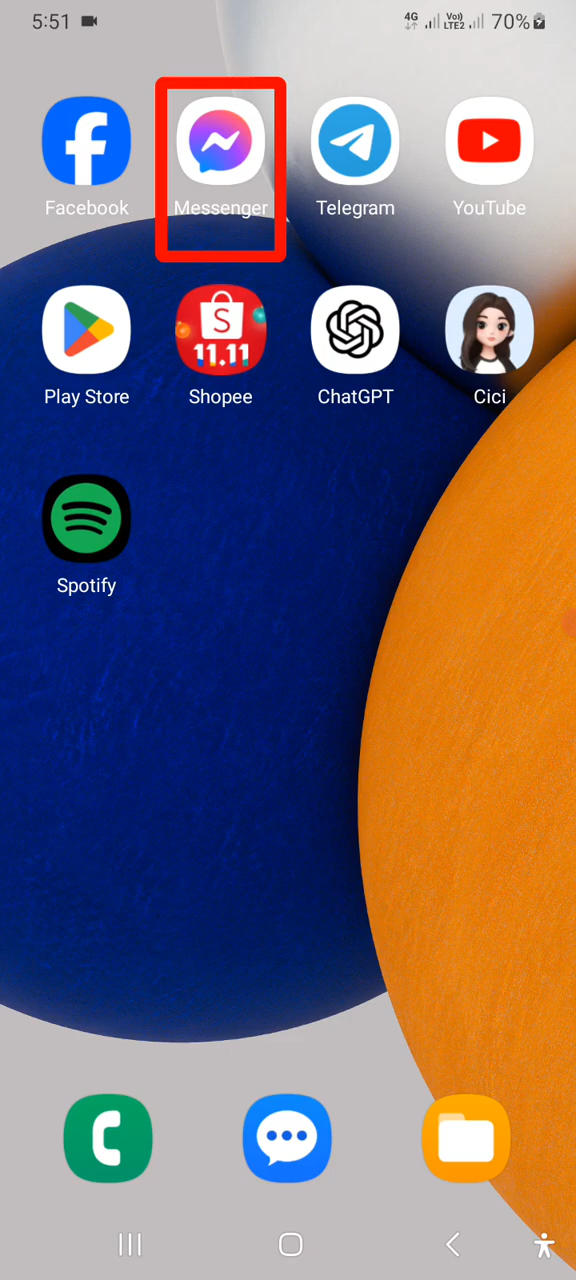 5:51
4G Vo)) LTE2 70%
Facebook Messenger Telegram YouTube
S
11.11
Play Store Shopee ChatGPT Cici
Spotify